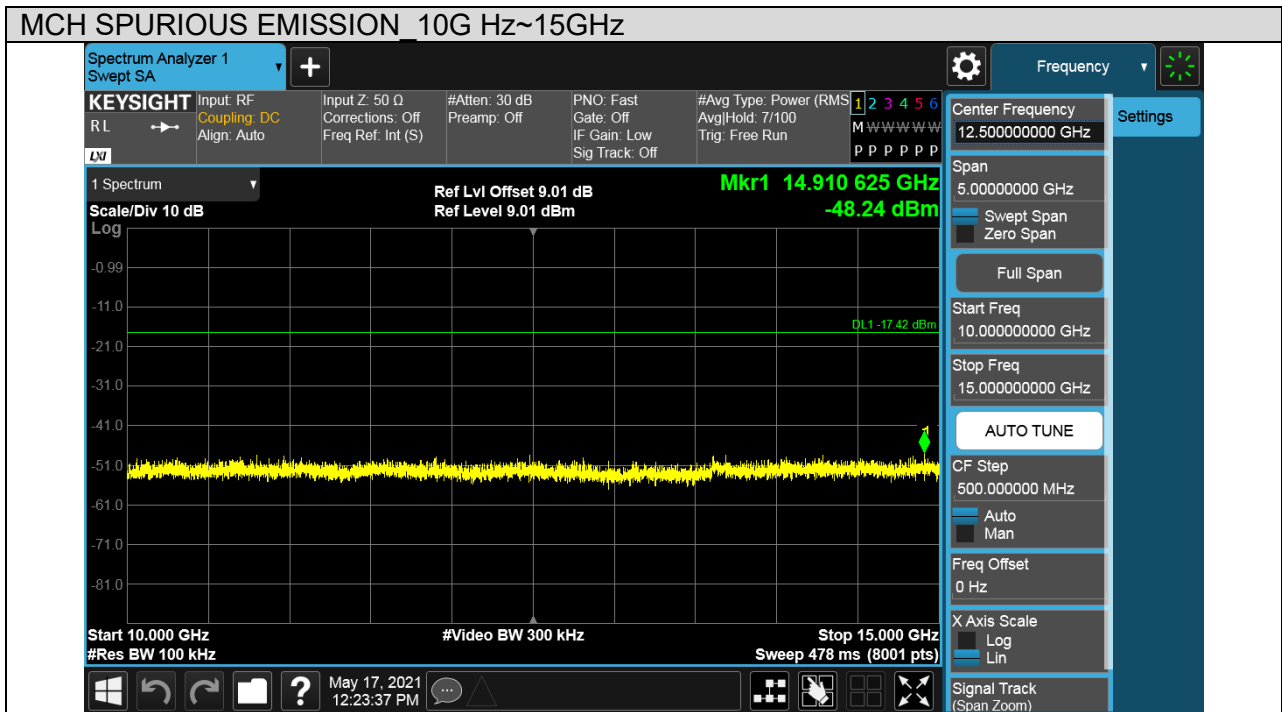 MCH SPURIOUS EMISSION_10G Hz~15GHz
Spectrum Analyzer 1
Swept SA
+
Frequency
KEYSIGHT
R L
LXI
Input: RF
Coupling: DC
Align: Auto
Input Z: 50 Ω
Corrections: Off
Freq Ref: Int (S)
#Atten: 30 dB
Preamp: Off
PNO: Fast
Gate: Off
IF Gain: Low
Sig Track: Off
#Avg Type: Power (RMS
Avg|Hold: 7/100
Trig: Free Run
1 2 3 4 5 6
M W W W W W
P P P P P P
1 Spectrum
Scale/Div 10 dB
Ref Lvl Offset 9.01 dB
Ref Level 9.01 dBm
Mkr1 14.910 625 GHz
-48.24 dBm
Log
-0.99
-11.0
DL1 -17.42 dBm
-21.0
-31.0
-41.0
1
-51.0
-61.0
-71.0
-81.0
Start 10.000 GHz
#Video BW 300 kHz
Stop 15.000 GHz
#Res BW 100 kHz
Sweep 478 ms (8001 pts)
?
May 17, 2021
12:23:37 PM
Center Frequency
12.500000000 GHz
Settings
Span
5.00000000 GHz
Swept Span
Zero Span
Full Span
Start Freq
10.000000000 GHz
Stop Freq
15.000000000 GHz
AUTO TUNE
CF Step
500.000000 MHz
Auto
Man
Freq Offset
0 Hz
X Axis Scale
Log
Lin
Signal Track
(Span Zoom)